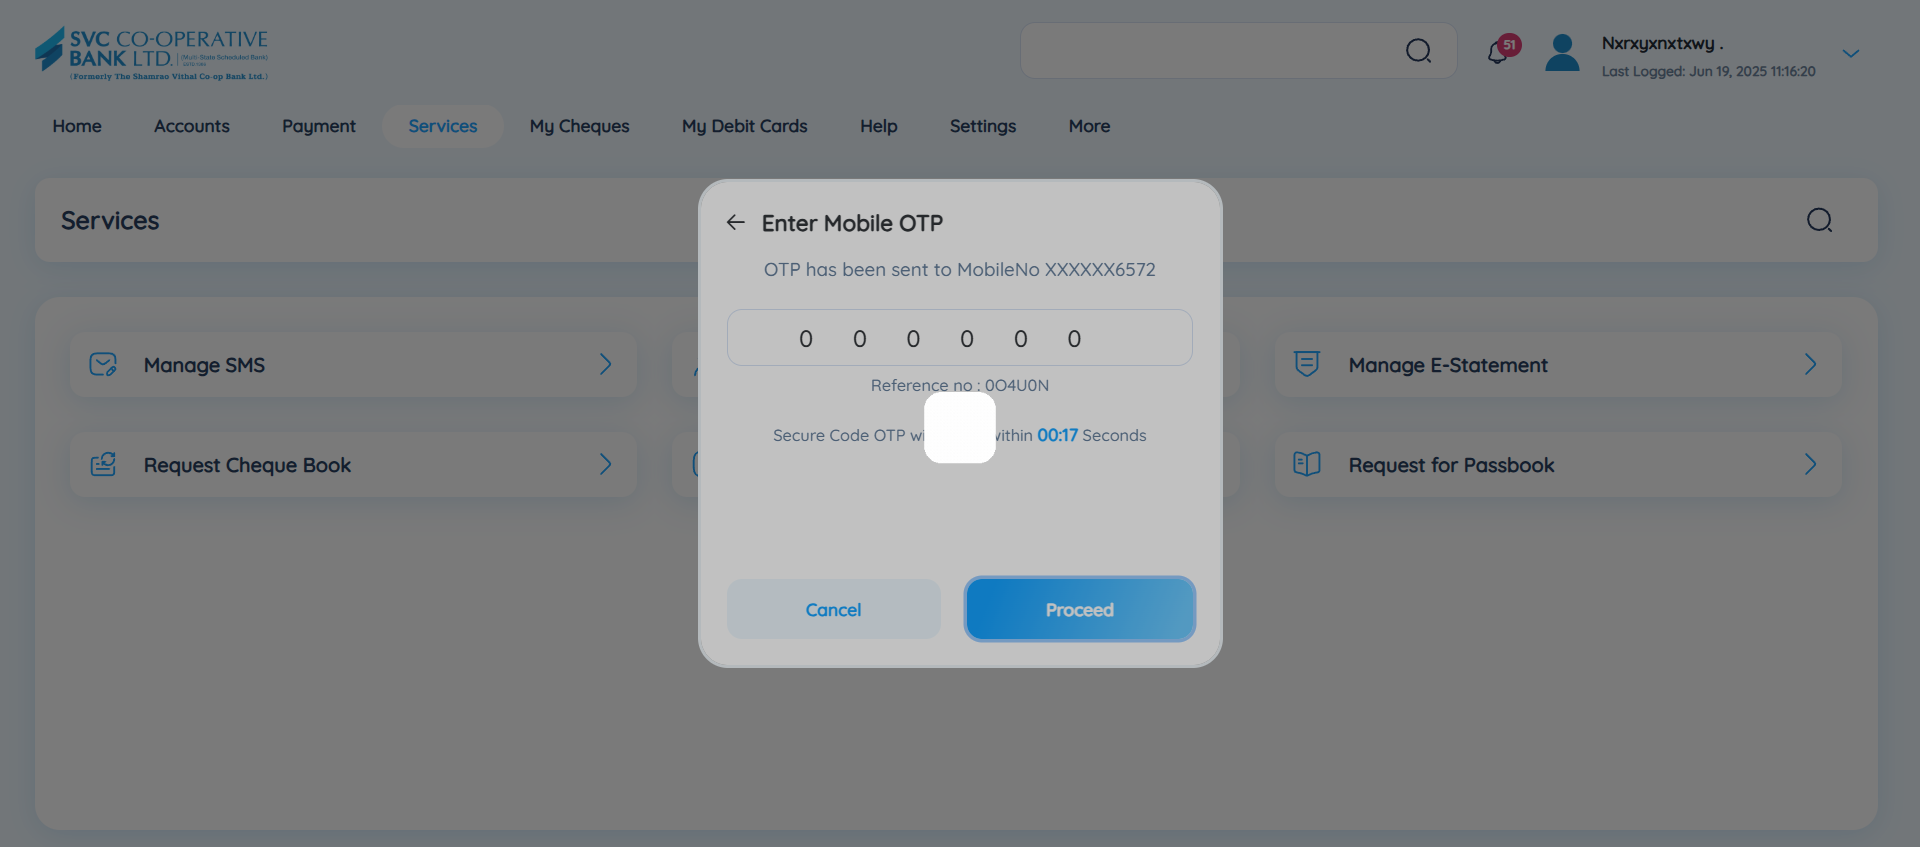 SVC CO-OPERATIVE
BANK LTD. (Multi-State Scheduled Bank)
(Formerly The Shamrao Vithal Co-op Bank Ltd.)
51
Nxrxyxnxtxwy .
Last Logged: Jun 19, 2025 11:16:20
Home Accounts Payment Services My Cheques My Debit Cards Help Settings More
Services
Enter Mobile OTP
OTP has been sent to MobileNo XXXXXX6572
0 0 0 0 0 0
Reference no : 0O4U0N
Secure Code OTP within 00:17 Seconds
Cancel Proceed
Manage SMS
Manage E-Statement
Request Cheque Book
Request for Passbook